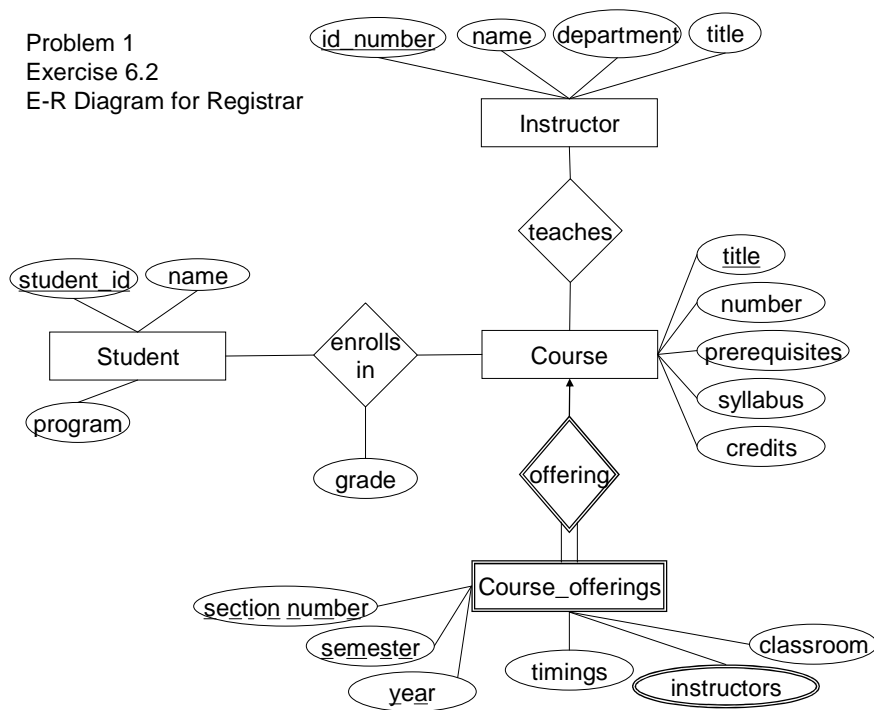 Problem 1
Exercise 6.2
E-R Diagram for Registrar
id_number
name
department
title
Instructor
teaches
student_id
name
Student
program
enrolls
in
grade
Course
title
number
prerequisites
syllabus
credits
offering
Course_offerings
section number
semester
year
timings
instructors
classroom